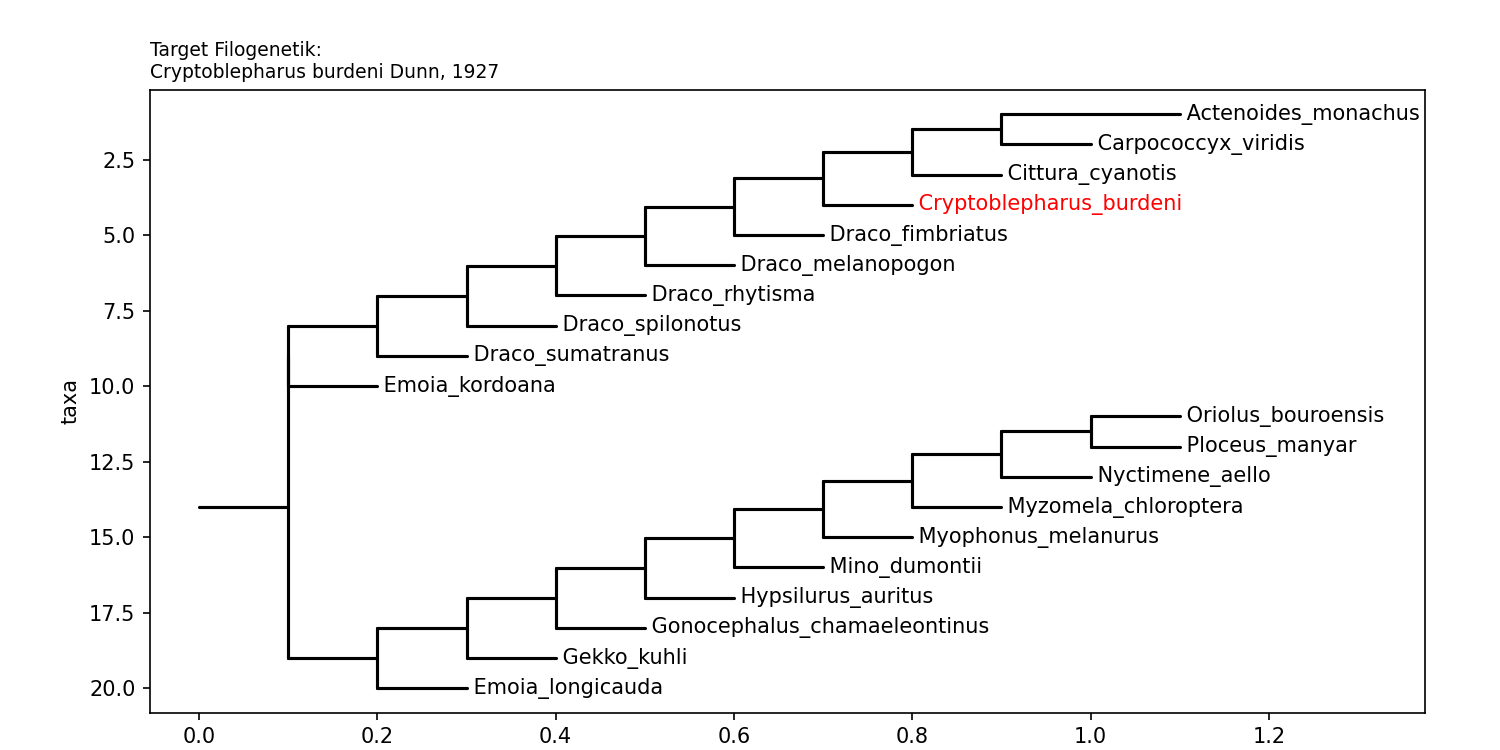 Target Filogenetik:
Cryptoblepharus burdeni Dunn, 1927
Actenoides_monachus
Carpococcyx_viridis
2.5
Cittura_cyanotis
Cryptoblepharus_burdeni
5.0
Draco_fimbriatus
Draco_melanopogon
Draco_rhytisma
7.5
Draco_spilonotus
Draco_sumatranus
10.0
Emoia_kordoana
taxa
Oriolus_bouroensis
Ploceus_manyar
12.5
Nyctimene_aello
Myzomela_chloroptera
15.0
Myophonus_melanurus
Mino_dumontii
Hypsilurus_auritus
17.5
Gonocephalus_chamaeleontinus
Gekko_kuhli
20.0
Emoia_longicauda
0.0 0.2 0.4 0.6 0.8 1.0 1.2